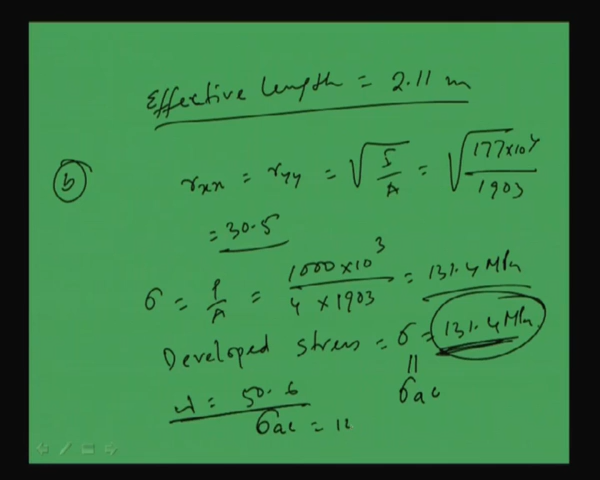 Effective length = 2.11 m
(b) rxx = ryy = √(I/A) = √(177×10⁴/1903)
= 30.5
σ = P/A = 1000×10³/(4×1903) = 131.4 MPa
Developed stress = σ = 131.4 MPa
||
= 50.6 σac
σac = 11